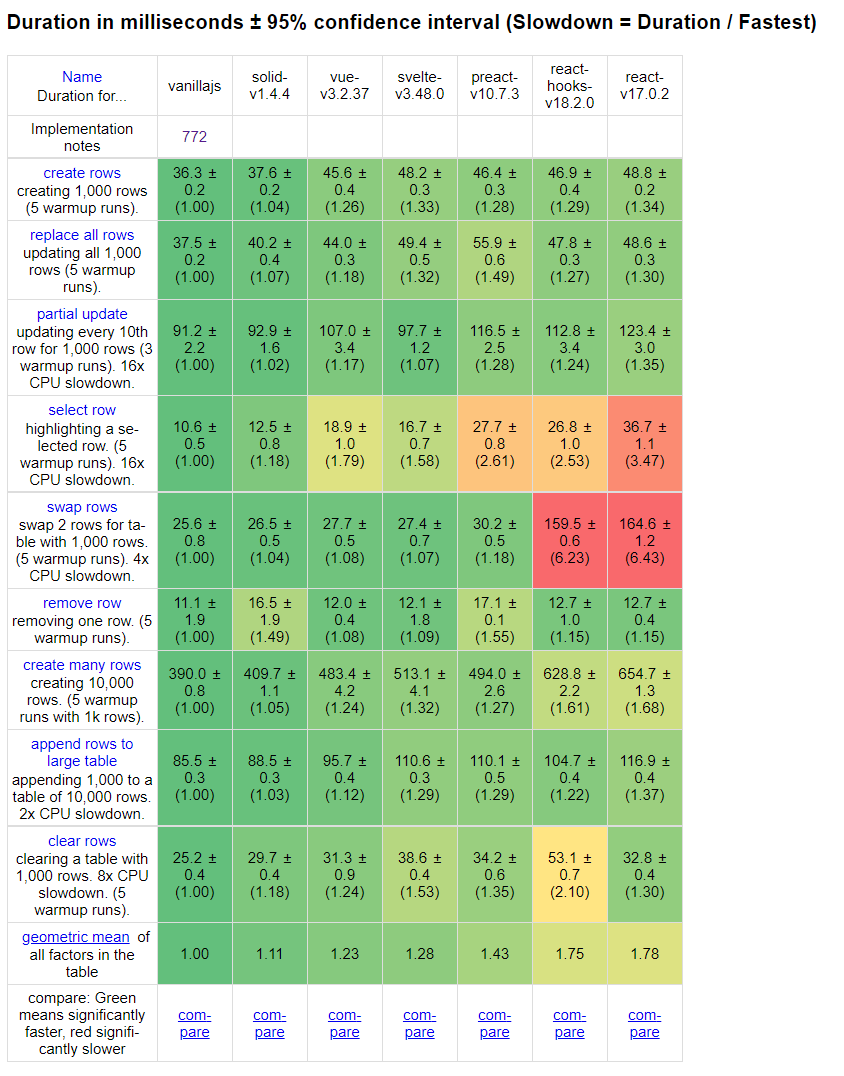 Duration in milliseconds ± 95% confidence interval (Slowdown = Duration / Fastest)
Name
Duration for...
vanillajs
solid-
v1.4.4
vue-
v3.2.37
svelte-
v3.48.0
preact-
v10.7.3
react-
hooks-
v18.2.0
react-
v17.0.2
Implementation
notes
772
create rows
creating 1,000 rows
(5 warmup runs).
36.3 ±
0.2
(1.00)
37.6 ±
0.2
(1.04)
45.6 ±
0.4
(1.26)
48.2 ±
0.3
(1.33)
46.4 ±
0.3
(1.28)
46.9 ±
0.4
(1.29)
48.8 ±
0.2
(1.34)
replace all rows
updating all 1,000
rows (5 warmup
runs).
37.5 ±
0.2
(1.00)
40.2 ±
0.4
(1.07)
44.0 ±
0.3
(1.18)
49.4 ±
0.5
(1.32)
55.9 ±
0.6
(1.49)
47.8 ±
0.3
(1.27)
48.6 ±
0.3
(1.30)
partial update
updating every 10th
row for 1,000 rows (3
warmup runs). 16x
CPU slowdown.
91.2 ±
2.2
(1.00)
92.9 ±
1.6
(1.02)
107.0 ±
3.4
(1.17)
97.7 ±
1.2
(1.07)
116.5 ±
2.5
(1.28)
112.8 ±
3.4
(1.24)
123.4 ±
3.0
(1.35)
select row
highlighting a se-
lected row. (5
warmup runs). 16x
CPU slowdown.
10.6 ±
0.5
(1.00)
12.5 ±
0.8
(1.18)
18.9 ±
1.0
(1.79)
16.7 ±
0.7
(1.58)
27.7 ±
0.8
(2.61)
26.8 ±
1.0
(2.53)
36.7 ±
1.1
(3.47)
swap rows
swap 2 rows for ta-
ble with 1,000 rows.
(5 warmup runs). 4x
CPU slowdown.
25.6 ±
0.8
(1.00)
26.5 ±
0.5
(1.04)
27.7 ±
0.5
(1.08)
27.4 ±
0.7
(1.07)
30.2 ±
0.5
(1.18)
159.5 ±
0.6
(6.23)
164.6 ±
1.2
(6.43)
remove row
removing one row. (5
warmup runs).
11.1 ±
1.9
(1.00)
16.5 ±
1.9
(1.49)
12.0 ±
0.4
(1.08)
12.1 ±
1.8
(1.09)
17.1 ±
0.1
(1.55)
12.7 ±
1.0
(1.15)
12.7 ±
0.4
(1.15)
create many rows
creating 10,000
rows. (5 warmup
runs with 1k rows).
390.0 ±
0.8
(1.00)
409.7 ±
1.1
(1.05)
483.4 ±
4.2
(1.24)
513.1 ±
4.1
(1.32)
494.0 ±
2.6
(1.27)
628.8 ±
2.2
(1.61)
654.7 ±
1.3
(1.68)
append rows to
large table
appending 1,000 to a
table of 10,000 rows.
2x CPU slowdown.
85.5 ±
0.3
(1.00)
88.5 ±
0.3
(1.03)
95.7 ±
0.4
(1.12)
110.6 ±
0.3
(1.29)
110.1 ±
0.5
(1.29)
104.7 ±
0.4
(1.22)
116.9 ±
0.4
(1.37)
clear rows
clearing a table with
1,000 rows. 8x CPU
slowdown. (5
warmup runs).
25.2 ±
0.4
(1.00)
29.7 ±
0.4
(1.18)
31.3 ±
0.9
(1.24)
38.6 ±
0.4
(1.53)
34.2 ±
0.6
(1.35)
53.1 ±
0.7
(2.10)
32.8 ±
0.4
(1.30)
geometric mean of
all factors in the
table
1.00
1.11
1.23
1.28
1.43
1.75
1.78
compare: Green
means significantly
faster, red signifi-
cantly slower
com-
pare
com-
pare
com-
pare
com-
pare
com-
pare
com-
pare
com-
pare